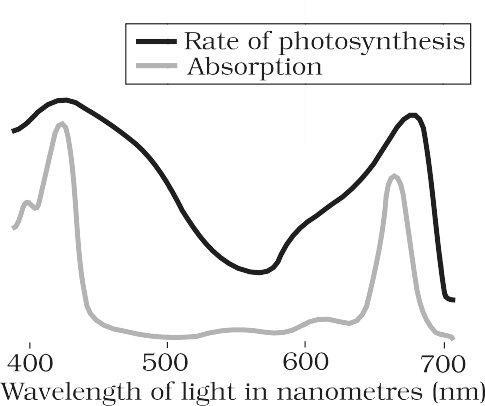 Rate of photosynthesis
Absorption
400 500 600 700
Wavelength of light in nanometres (nm)